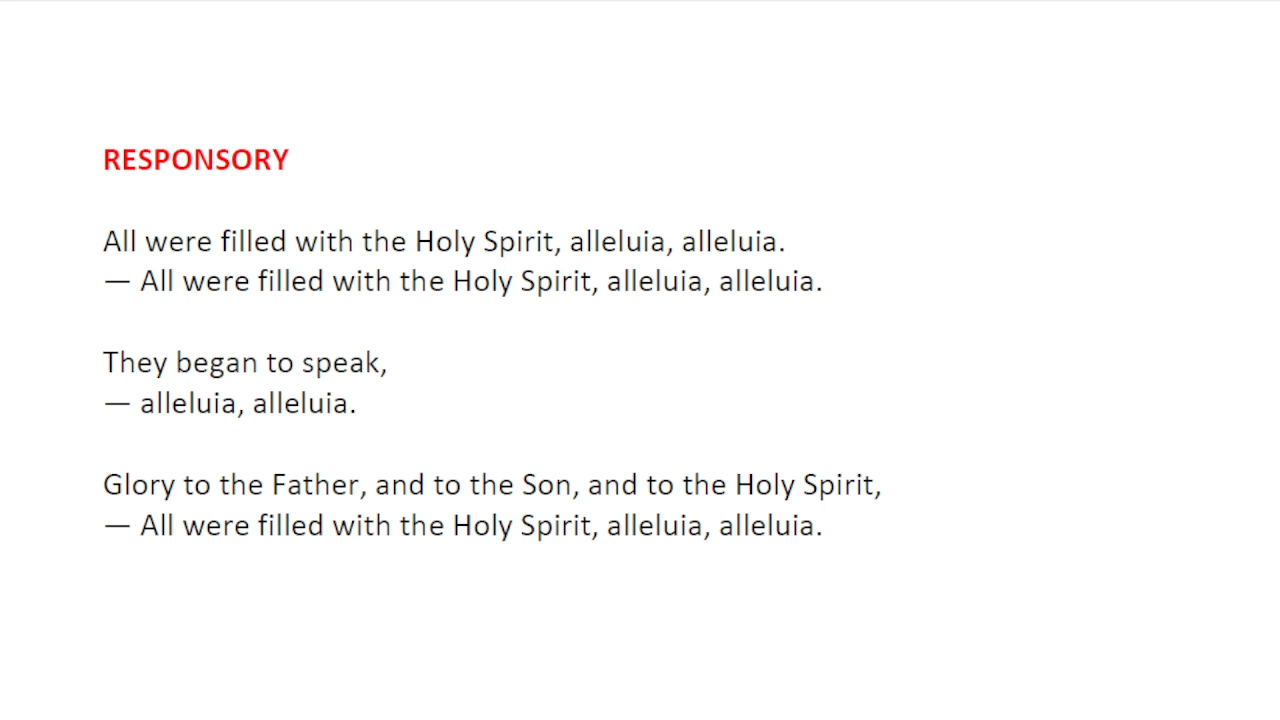 RESPONSORY
All were filled with the Holy Spirit, alleluia, alleluia.
— All were filled with the Holy Spirit, alleluia, alleluia.
They began to speak,
— alleluia, alleluia.
Glory to the Father, and to the Son, and to the Holy Spirit,
— All were filled with the Holy Spirit, alleluia, alleluia.